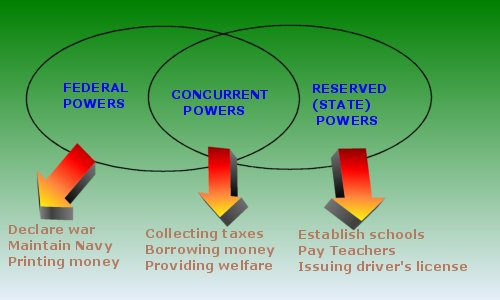 FEDERAL
POWERS
CONCURRENT
POWERS
RESERVED
(STATE)
POWERS
Declare war
Maintain Navy
Printing money
Collecting taxes
Borrowing money
Providing welfare
Establish schools
Pay Teachers
Issuing driver's license